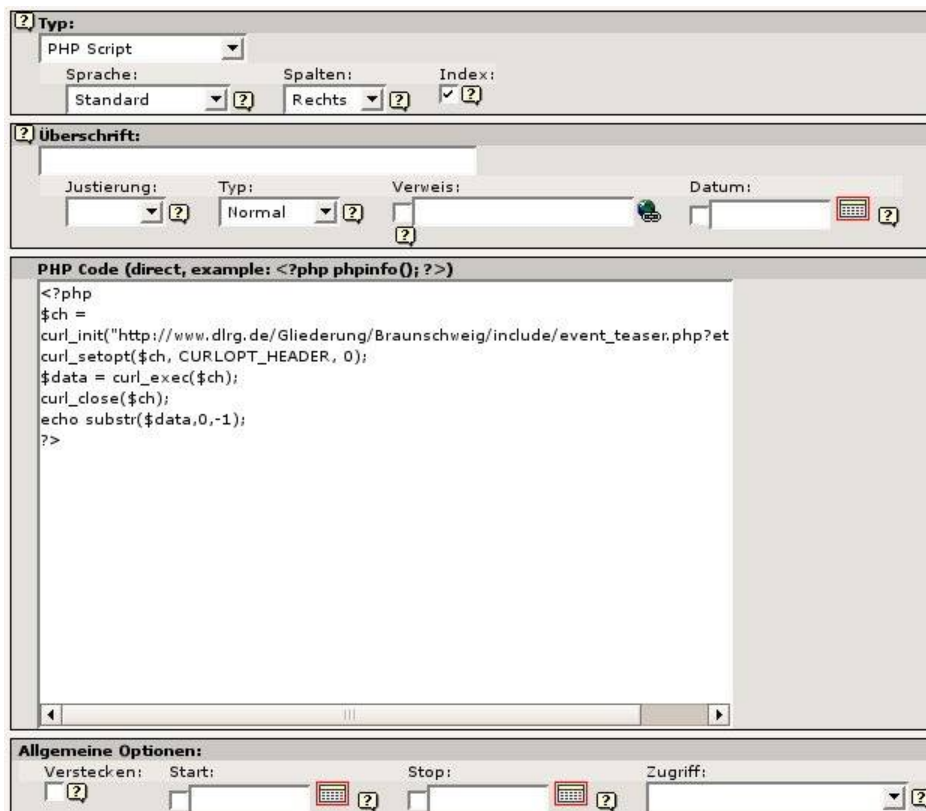 Typ:
PHP Script
Sprache: Spalten: Index:
Standard Rechts
Überschrift:
Justierung: Typ: Verweis: Datum:
Normal
PHP Code (direct, example: <?php phpinfo(); ?>)
<?php
$ch =
curl_init("http://www.dlrg.de/Gliederung/Braunschweig/include/event_teaser.php?et
curl_setopt($ch, CURLOPT_HEADER, 0);
$data = curl_exec($ch);
curl_close($ch);
echo substr($data,0,-1);
?>
Allgemeine Optionen:
Verstecken: Start: Stop: Zugriff: